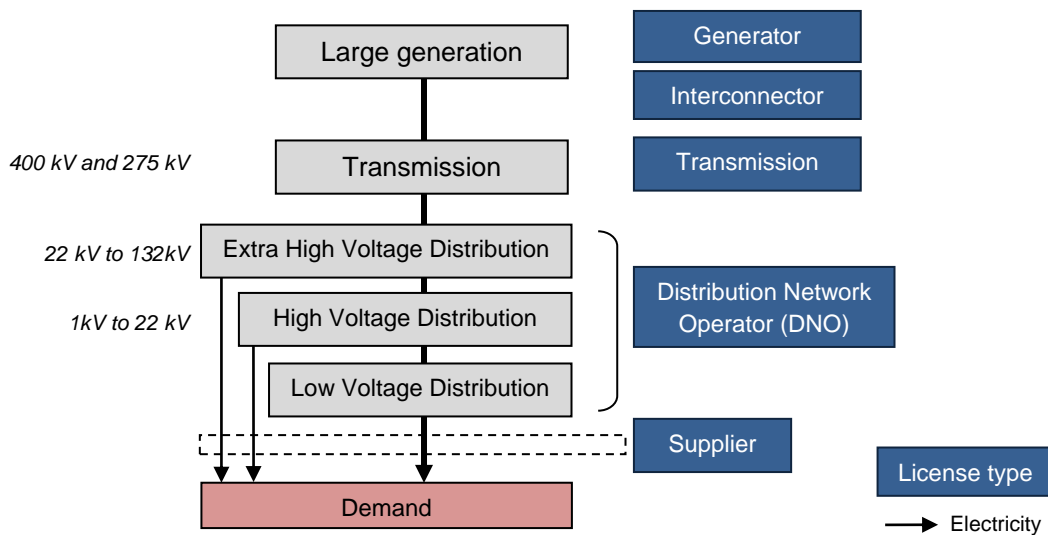 Large generation
Generator
Interconnector
400 kV and 275 kV
Transmission
Transmission
22 kV to 132kV
Extra High Voltage Distribution
1kV to 22 kV
High Voltage Distribution
Distribution Network
Operator (DNO)
Low Voltage Distribution
Supplier
License type
Demand
Electricity